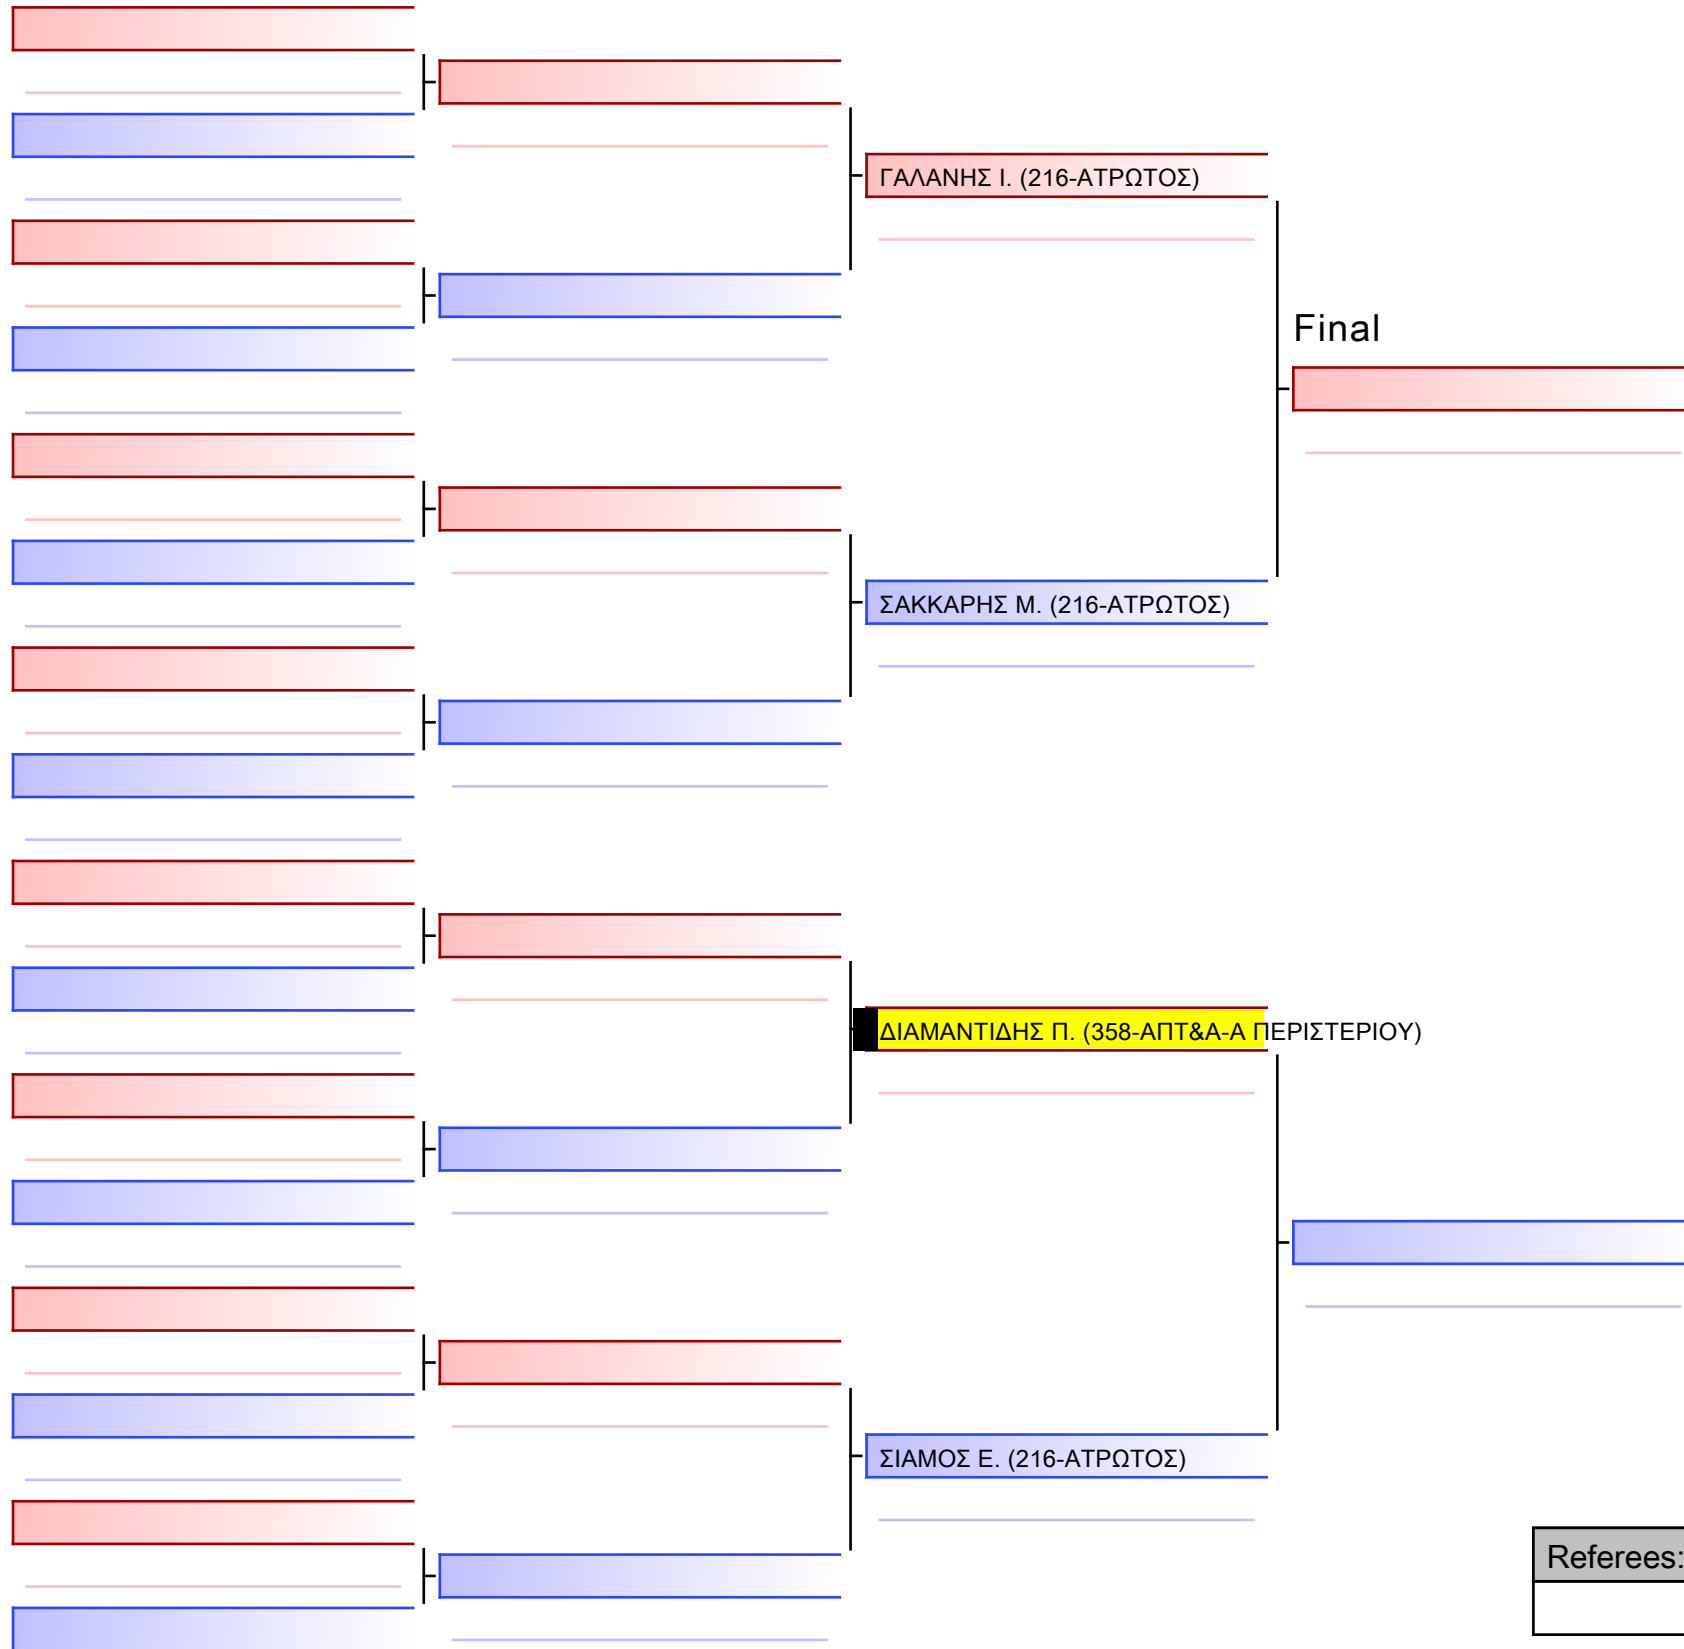 ΓΑΛΑΝΗΣ Ι. (216-ΑΤΡΩΤΟΣ)
Final
ΣΑΚΚΑΡΗΣ Μ. (216-ΑΤΡΩΤΟΣ)
ΔΙΑΜΑΝΤΙΔΗΣ Π. (358-ΑΠΤ&Α-Α ΠΕΡΙΣΤΕΡΙΟΥ)
ΣΙΑΜΟΣ Ε. (216-ΑΤΡΩΤΟΣ)
Referees: